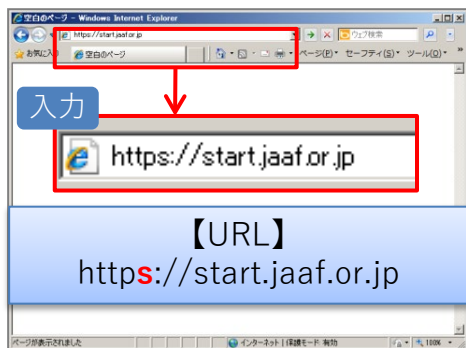 空白のページ - Windows Internet Explorer
https://start.jaaf.or.jp
ウェブ検索
お気に入
空白のページ
ページ(P)
セーフティ(S)
ツール(O)
入力
https://start.jaaf.or.jp
【URL】
https://start.jaaf.or.jp
ページが表示されました
インターネット | 保護モード: 有効
100%